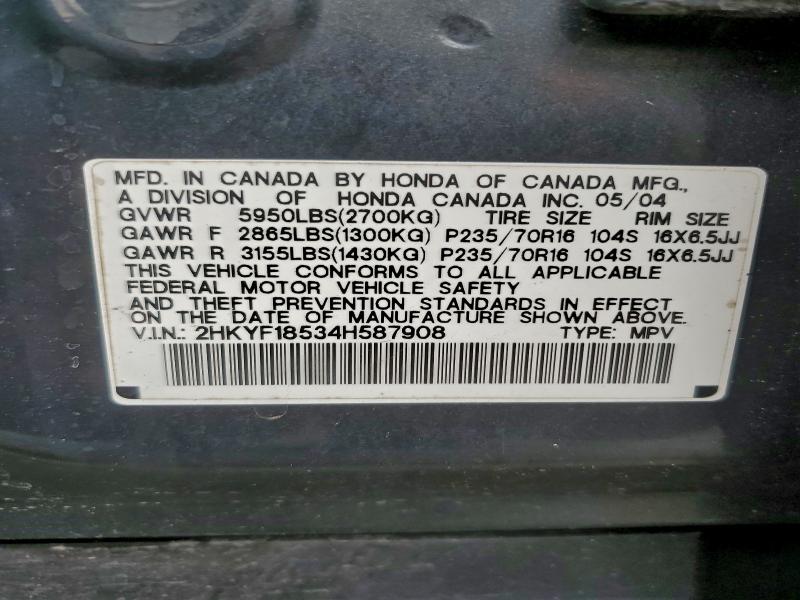 MFD. IN CANADA BY HONDA OF CANADA MFG.,
A DIVISION OF HONDA CANADA INC. 05/04
GVWR 5950LBS(2700KG) TIRE SIZE RIM SIZE
GAWR F 2865LBS(1300KG) P235/70R16 104S 16X6.5JJ
GAWR R 3155LBS(1430KG) P235/70R16 104S 16X6.5JJ
THIS VEHICLE CONFORMS TO ALL APPLICABLE
FEDERAL MOTOR VEHICLE SAFETY
AND THEFT PREVENTION STANDARDS IN EFFECT
ON THE DATE OF MANUFACTURE SHOWN ABOVE.
V.I.N.: 2HKYF18534H587908 TYPE: MPV